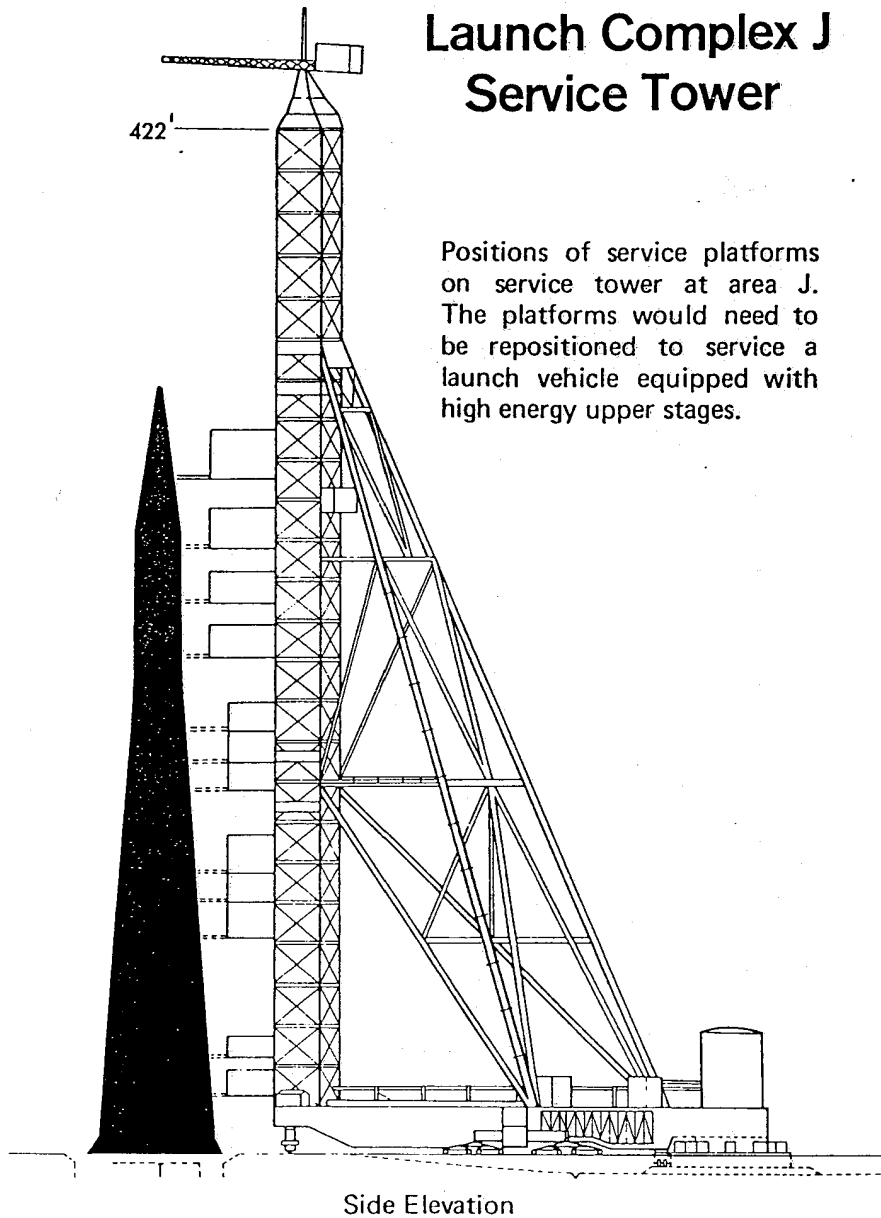 Launch Complex J
Service Tower
422'
Positions of service platforms
on service tower at area J.
The platforms would need to
be repositioned to service a
launch vehicle equipped with
high energy upper stages.
Side Elevation